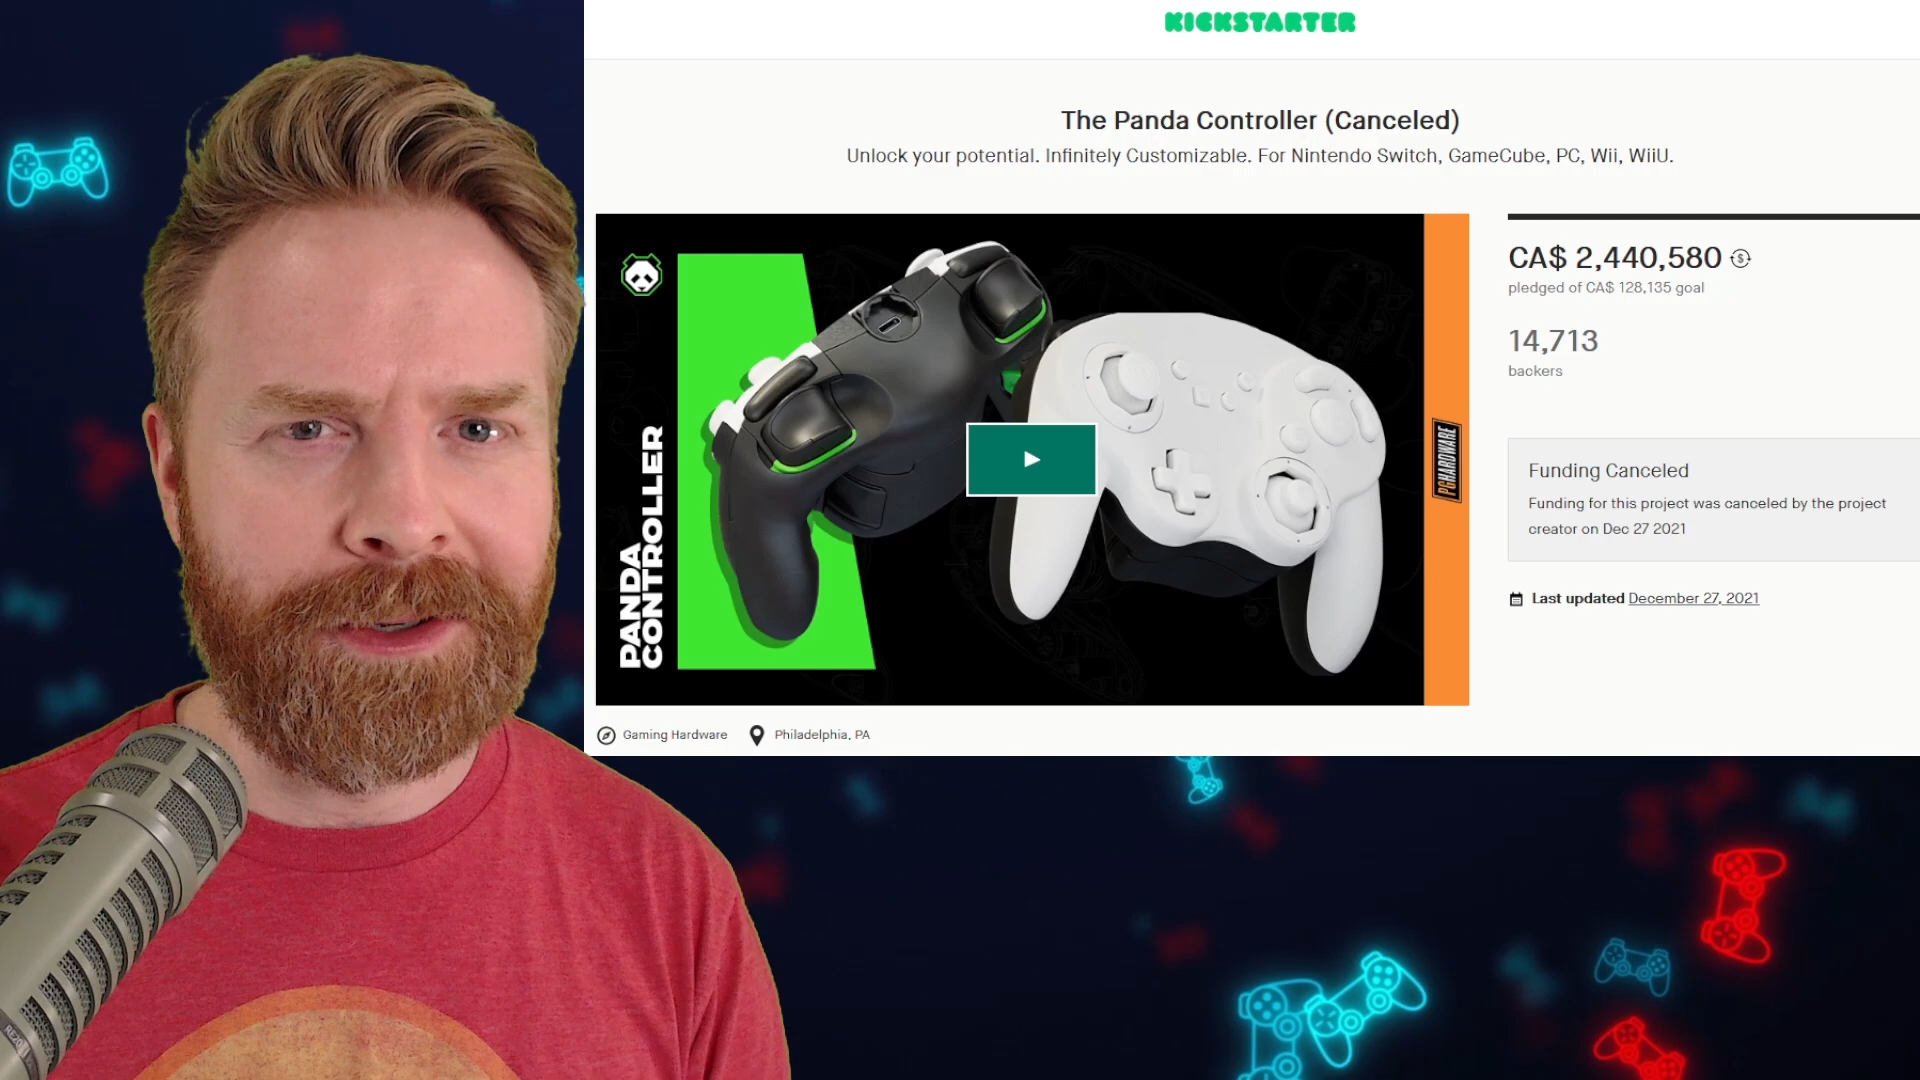 KICKSTARTER
The Panda Controller (Canceled)
Unlock your potential. Infinitely Customizable. For Nintendo Switch, GameCube, PC, Wii, WiiU.
PANDA
CONTROLLER
PGHARDWARE
CA$ 2,440,580
pledged of CA$ 128,135 goal
14,713
backers
Funding Canceled
Funding for this project was canceled by the project
creator on Dec 27 2021
Last updated December 27, 2021
Gaming Hardware
Philadelphia, PA